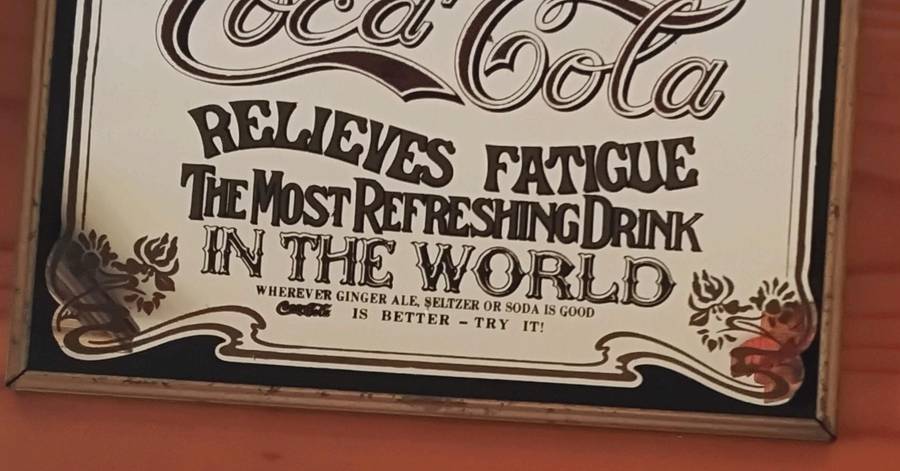 Coca-Cola
RELIEVES FATIGUE
THE MOST REFRESHING DRINK
IN THE WORLD
WHEREVER GINGER ALE, SELTZER OR SODA IS GOOD
Coca-Cola IS BETTER - TRY IT!